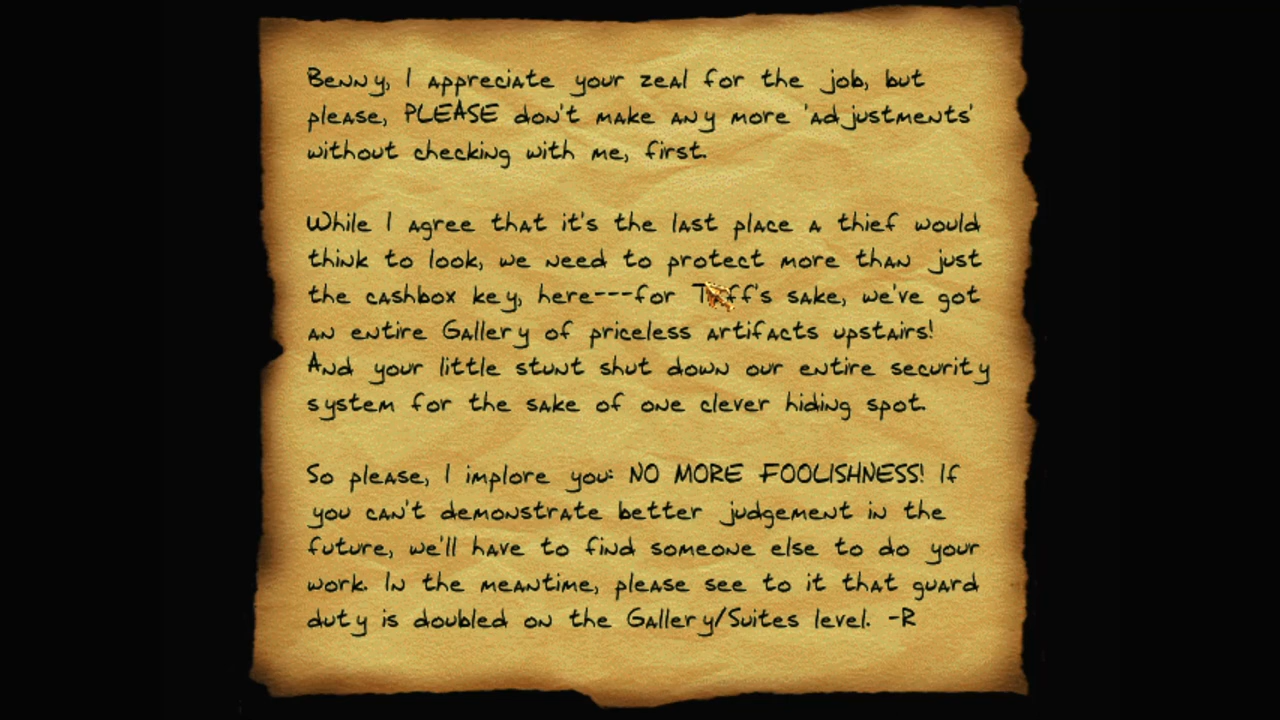 Benny, I appreciate your zeal for the job, but
please, PLEASE don't make any more 'adjustments'
without checking with me, first.
While I agree that it's the last place a thief would
think to look, we need to protect more than just
the cashbox key, here---for Taff's sake, we've got
an entire Gallery of priceless artifacts upstairs!
And your little stunt shut down our entire security
system for the sake of one clever hiding spot.
So please, I implore you: NO MORE FOOLISHNESS! If
you can't demonstrate better judgement in the
future, we'll have to find someone else to do your
work. In the meantime, please see to it that guard
duty is doubled on the Gallery/Suites level. -R